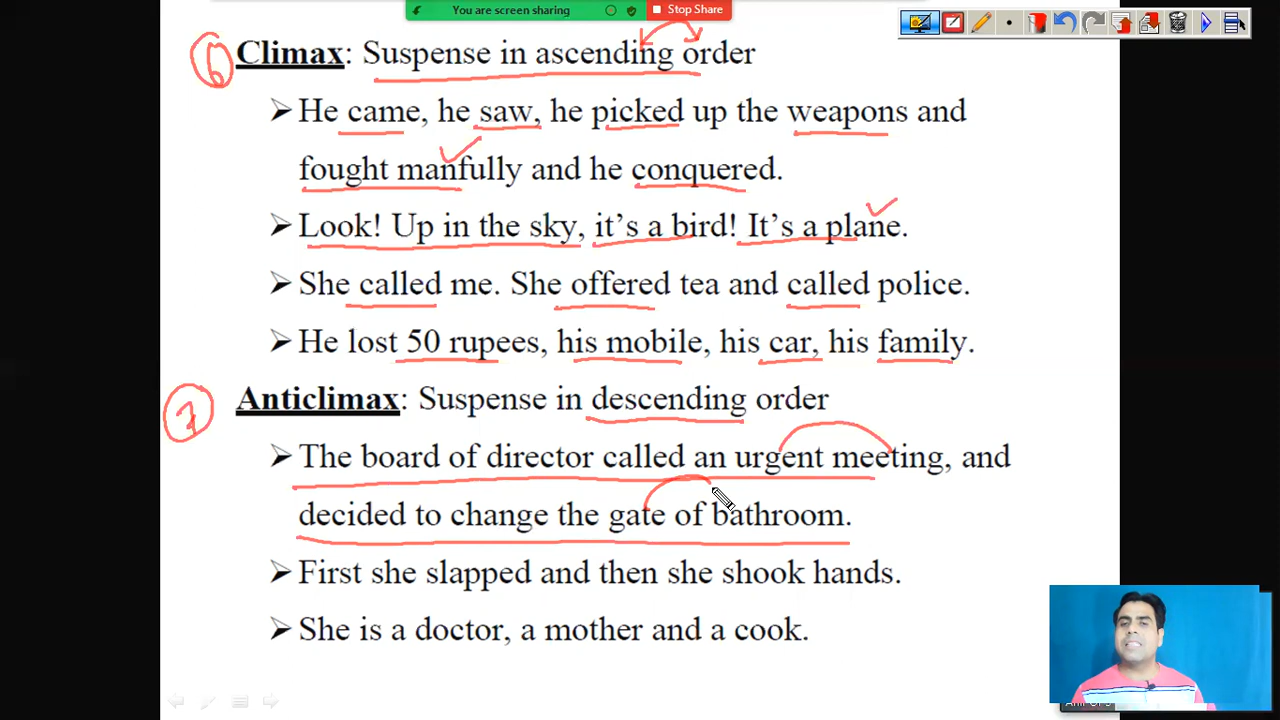 You are screen sharing Stop Share
6 Climax: Suspense in ascending order
➢ He came, he saw, he picked up the weapons and
fought manfully and he conquered.
➢ Look! Up in the sky, it’s a bird! It’s a plane.
➢ She called me. She offered tea and called police.
➢ He lost 50 rupees, his mobile, his car, his family.
7 Anticlimax: Suspense in descending order
➢ The board of director called an urgent meeting, and
decided to change the gate of bathroom.
➢ First she slapped and then she shook hands.
➢ She is a doctor, a mother and a cook.